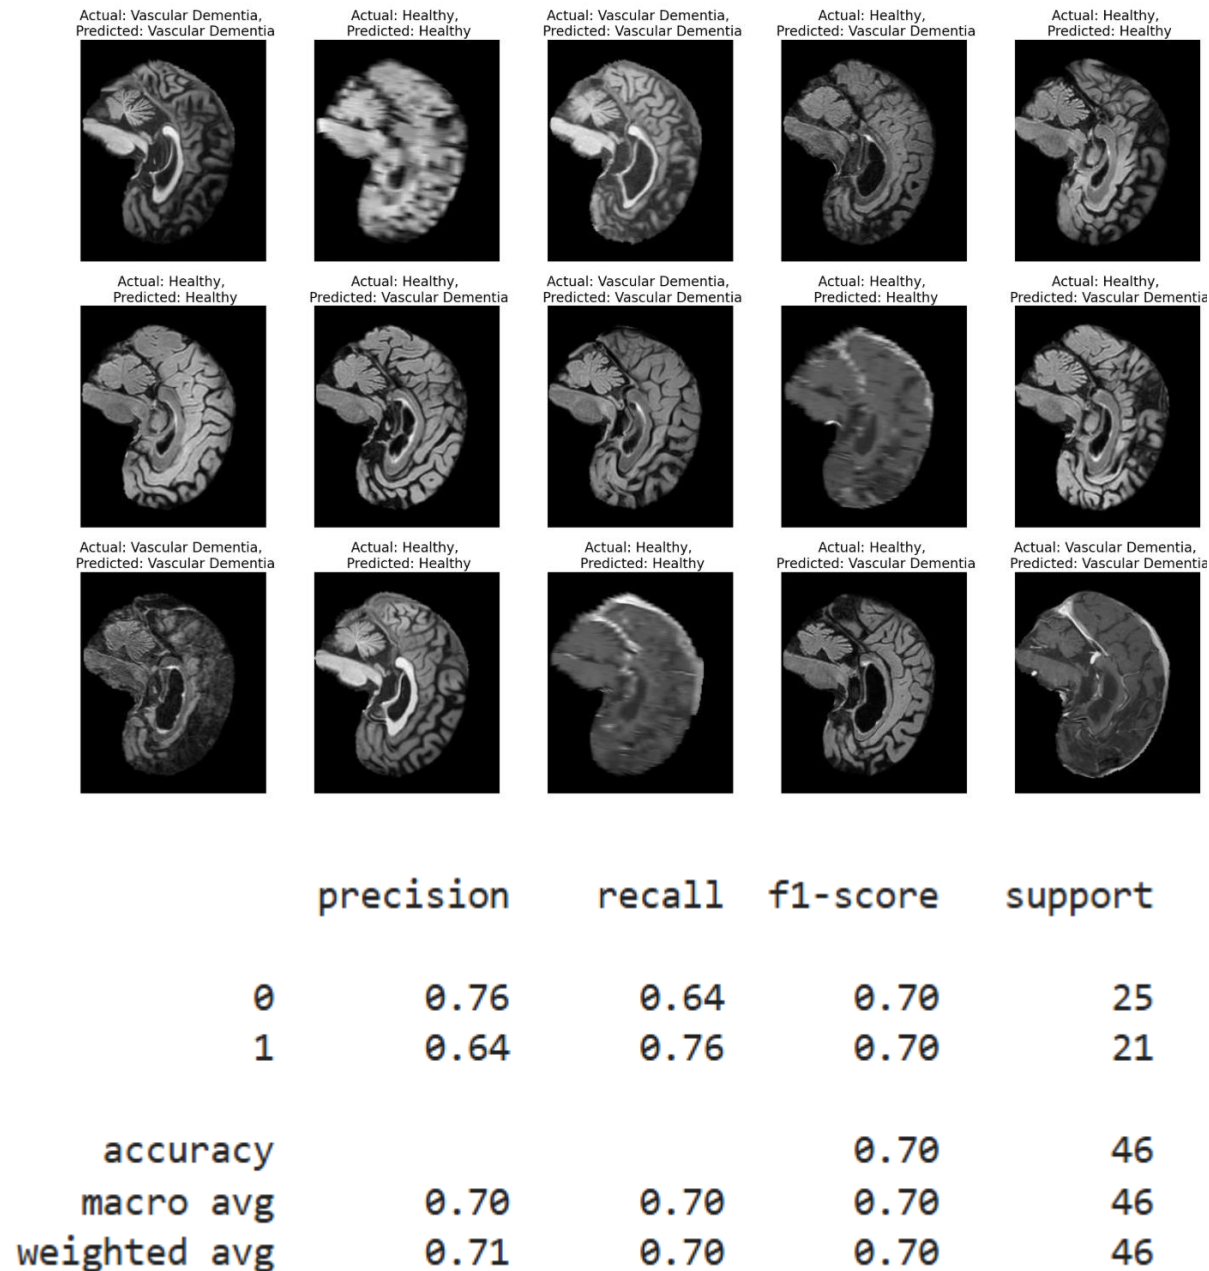 Actual: Vascular Dementia,
Predicted: Vascular Dementia
Actual: Healthy,
Predicted: Healthy
Actual: Vascular Dementia,
Predicted: Vascular Dementia
Actual: Healthy,
Predicted: Vascular Dementia
Actual: Healthy,
Predicted: Healthy
Actual: Healthy,
Predicted: Healthy
Actual: Healthy,
Predicted: Vascular Dementia
Actual: Vascular Dementia,
Predicted: Vascular Dementia
Actual: Healthy,
Predicted: Healthy
Actual: Healthy,
Predicted: Vascular Dementia
Actual: Vascular Dementia,
Predicted: Vascular Dementia
Actual: Healthy,
Predicted: Healthy
Actual: Healthy,
Predicted: Healthy
Actual: Healthy,
Predicted: Vascular Dementia
Actual: Vascular Dementia,
Predicted: Vascular Dementia
precision recall f1-score support
0 0.76 0.64 0.70 25
1 0.64 0.76 0.70 21
accuracy 0.70 46
macro avg 0.70 0.70 0.70 46
weighted avg 0.71 0.70 0.70 46